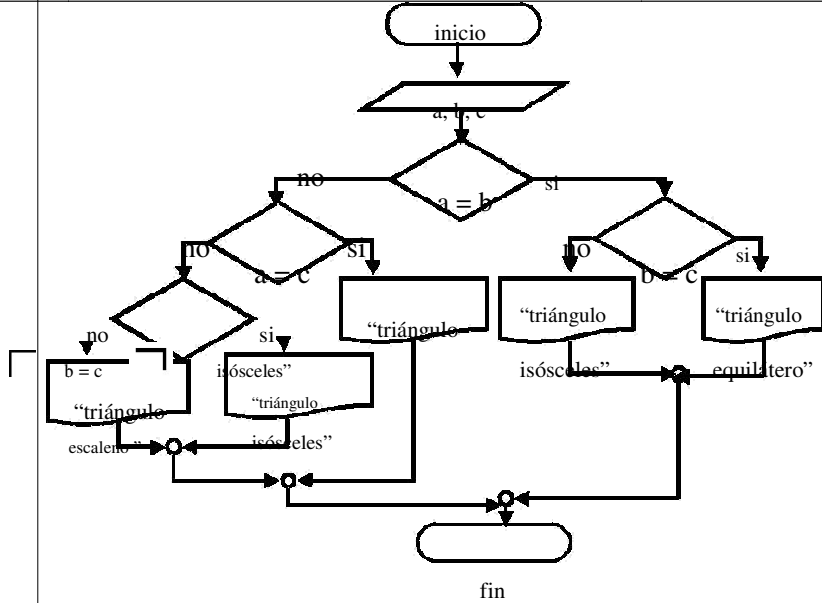 inicio
a, b, c
no
si
a = b
no
si
no
si
a = c
b = c
“triángulo
“triángulo
“triángulo
no
si
b = c
isósceles”
isósceles”
equilátero”
“triángulo
“triángulo
escaleno ”
isósceles”
fin